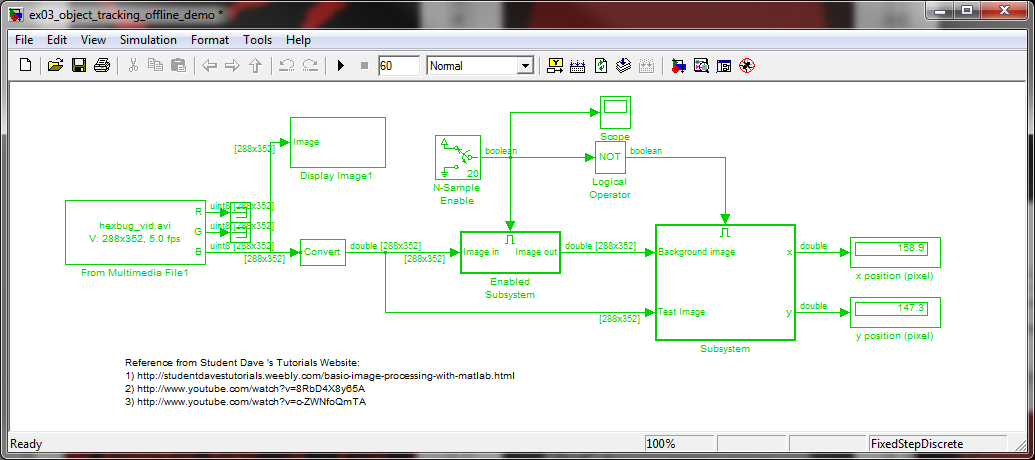 ex03_object_tracking_offline_demo *
File Edit View Simulation Format Tools Help
60 Normal
Image
[288x352]
Display Image1
Scope
boolean
20
N-Sample
Enable
NOT
boolean
Logical
Operator
hexbug_vid.avi
V: 288x352, 5.0 fps
R
G
B
From Multimedia File1
uint8 [288x352]
uint8 [288x352]
uint8 [288x352]
[288x352]
Convert
double [288x352]
[288x352]
Image in Image out
Enabled
Subsystem
double [288x352]
[288x352]
Background image x
Test Image y
Subsystem
double
158.9
x position (pixel)
double
147.3
y position (pixel)
Reference from Student Dave 's Tutorials Website:
1) http://studentdavestutorials.weebly.com/basic-image-processing-with-matlab.html
2) http://www.youtube.com/watch?v=8RbD4X8y65A
3) http://www.youtube.com/watch?v=c-ZWNfoQmTA
Ready 100% FixedStepDiscrete